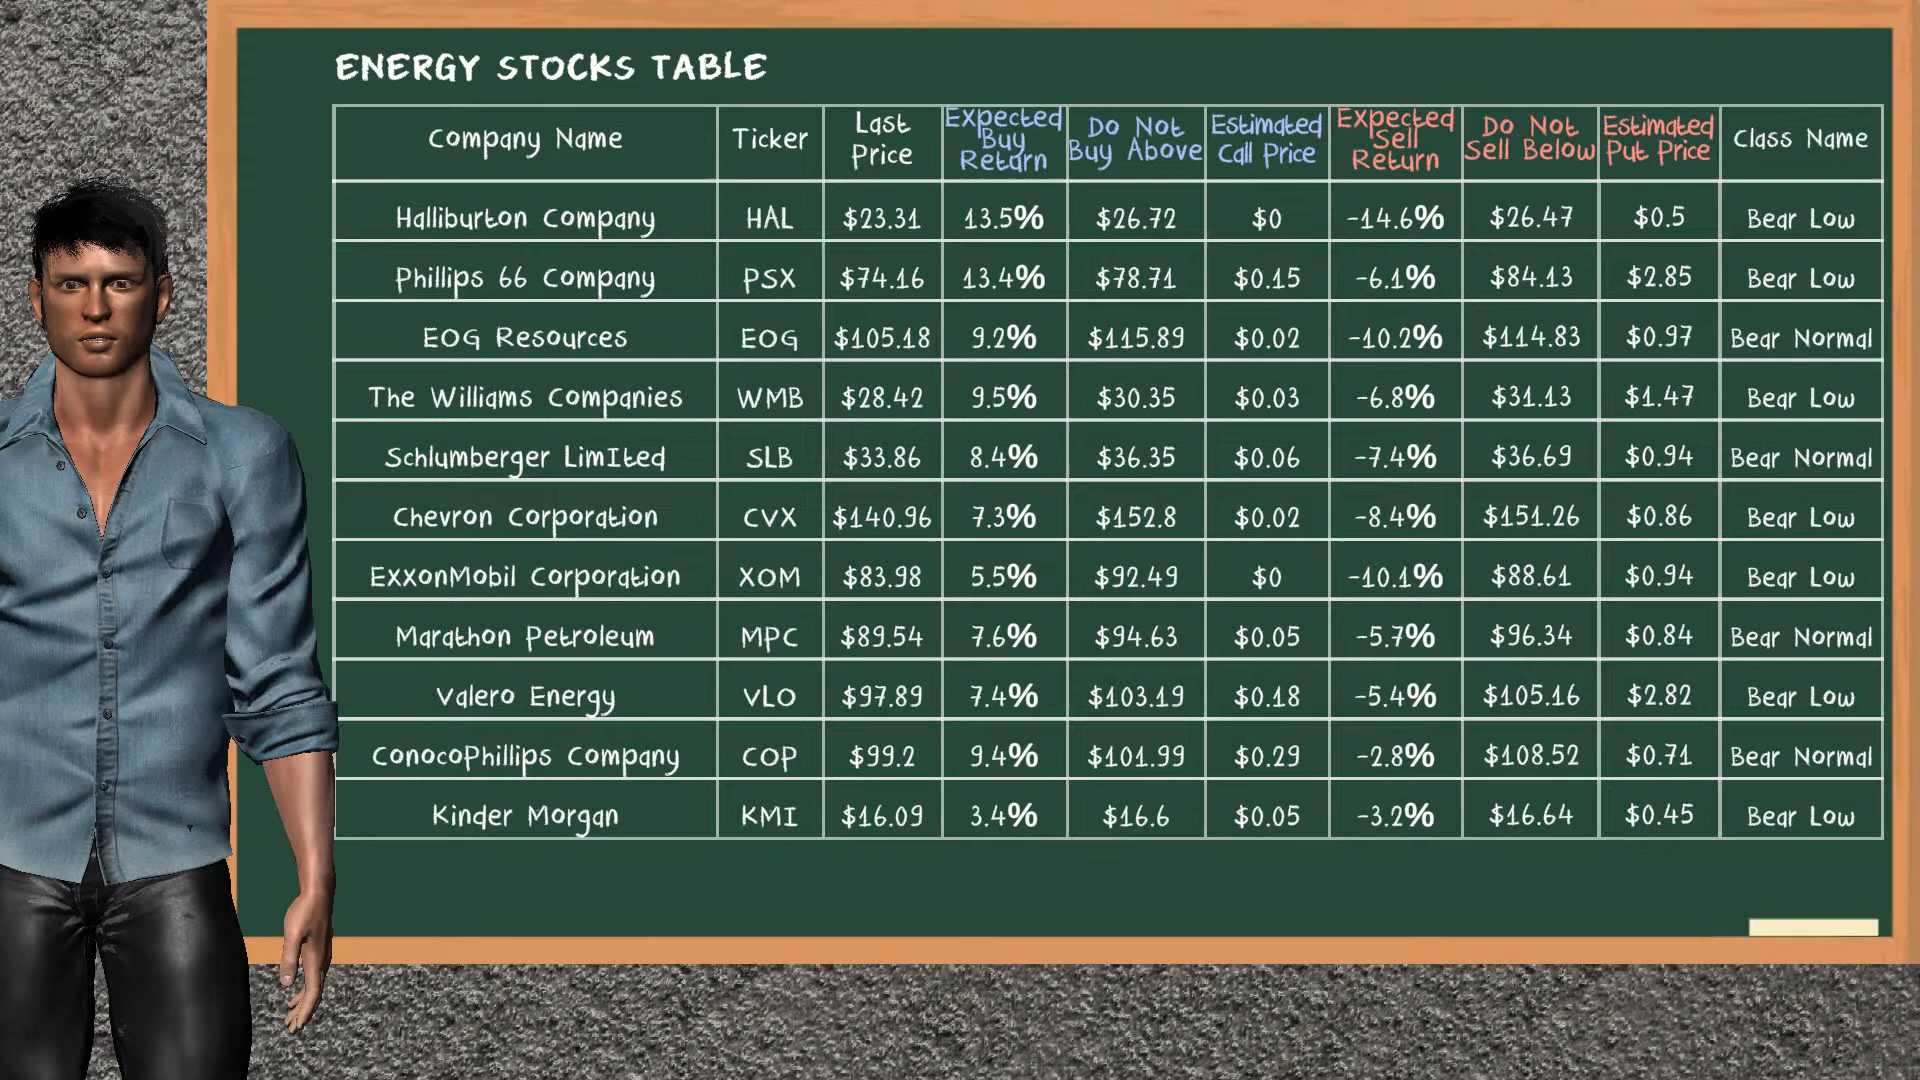 ENERGY STOCKS TABLE
Company Name Ticker Last Price Expected Buy Return Do Not Buy Above Estimated Call Price Expected Sell Return Do Not Sell Below Estimated Put Price Class Name
Halliburton Company HAL $23.31 13.5% $26.72 $0 -14.6% $26.47 $0.5 Bear Low
Phillips 66 Company PSX $74.16 13.4% $78.71 $0.15 -6.1% $84.13 $2.85 Bear Low
EOG Resources EOG $105.18 9.2% $115.89 $0.02 -10.2% $114.83 $0.97 Bear Normal
The Williams Companies WMB $28.42 9.5% $30.35 $0.03 -6.8% $31.13 $1.47 Bear Low
Schlumberger LimIted SLB $33.86 8.4% $36.35 $0.06 -7.4% $36.69 $0.94 Bear Normal
Chevron Corporation CVX $140.96 7.3% $152.8 $0.02 -8.4% $151.26 $0.86 Bear Low
ExxonMobil Corporation XOM $83.98 5.5% $92.49 $0 -10.1% $88.61 $0.94 Bear Low
Marathon Petroleum MPC $89.54 7.6% $94.63 $0.05 -5.7% $96.34 $0.84 Bear Normal
Valero Energy VLO $97.89 7.4% $103.19 $0.18 -5.4% $105.16 $2.82 Bear Low
ConocoPhillips Company COP $99.2 9.4% $101.99 $0.29 -2.8% $108.52 $0.71 Bear Normal
Kinder Morgan KMI $16.09 3.4% $16.6 $0.05 -3.2% $16.64 $0.45 Bear Low